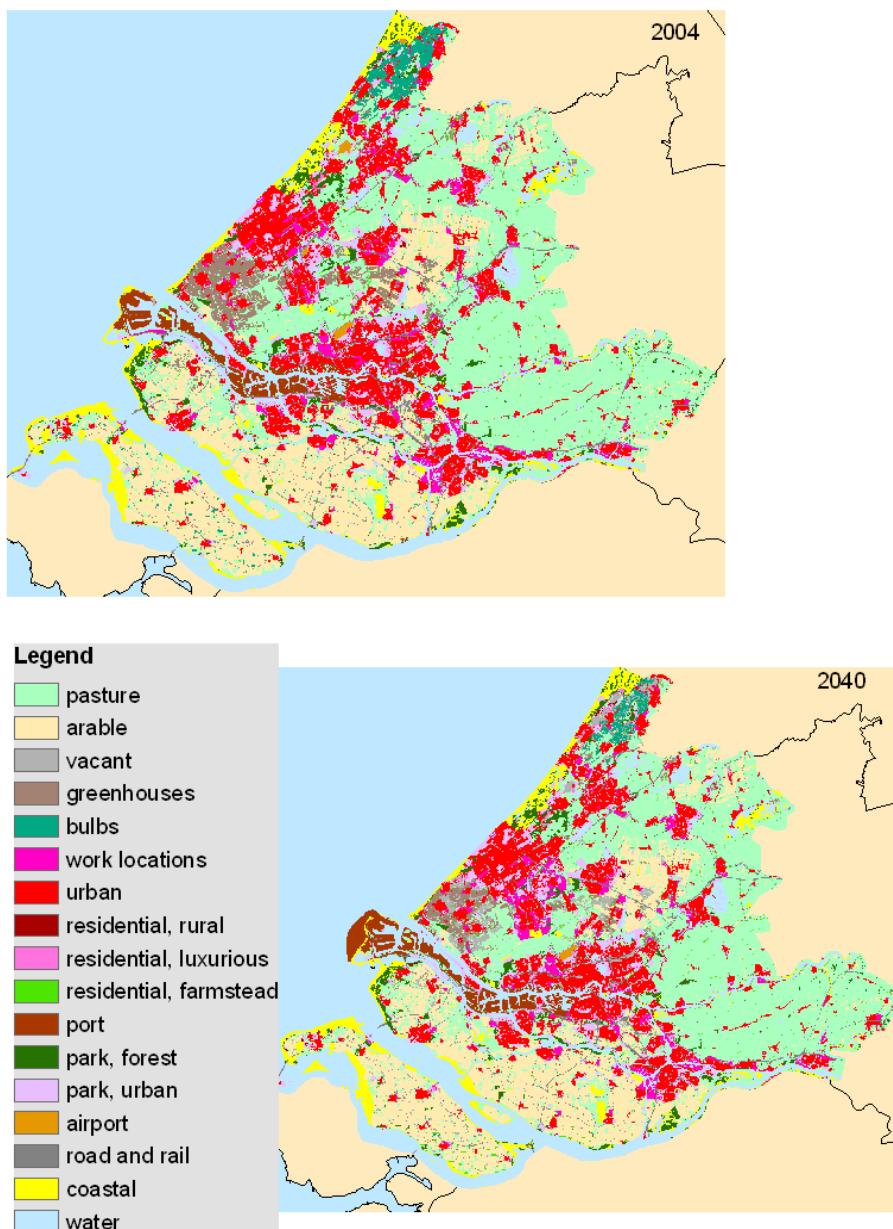 2004
Legend
pasture
arable
vacant
greenhouses
bulbs
work locations
urban
residential, rural
residential, luxurious
residential, farmstead
port
park, forest
park, urban
airport
road and rail
coastal
water
2040